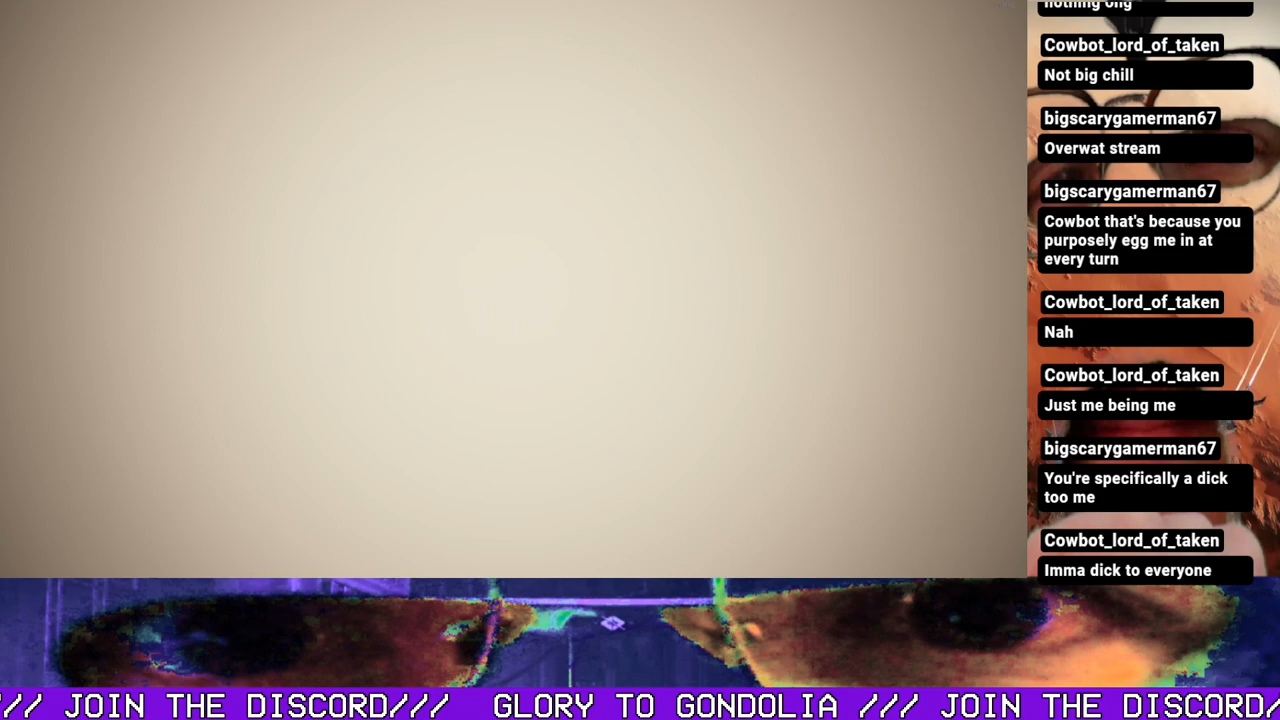 nothing ong
Cowbot_lord_of_taken
Not big chill
bigscarygamerman67
Overwat stream
bigscarygamerman67
Cowbot that's because you
purposely egg me in at
every turn
Cowbot_lord_of_taken
Nah
Cowbot_lord_of_taken
Just me being me
bigscarygamerman67
You're specifically a dick
too me
Cowbot_lord_of_taken
Imma dick to everyone
/// JOIN THE DISCORD/// GLORY TO GONDOLIA /// JOIN THE DISCORD/